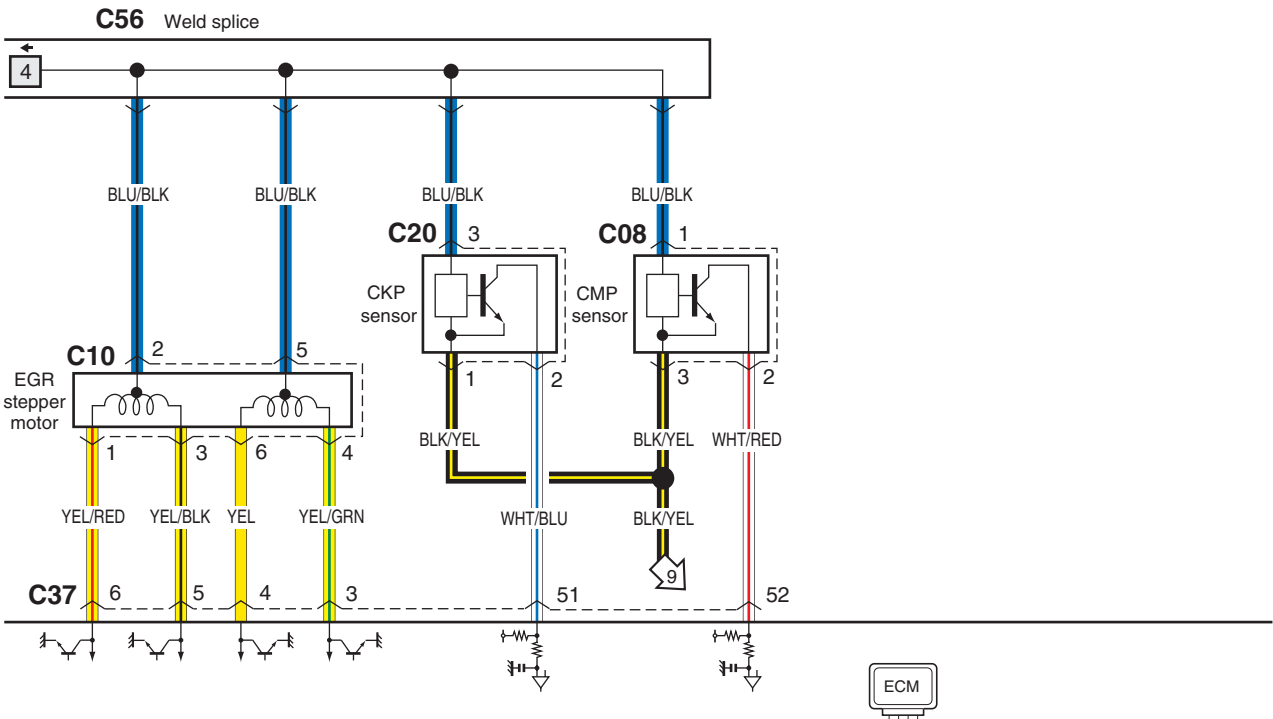 C56 Weld splice
4
BLU/BLK BLU/BLK BLU/BLK BLU/BLK
C20 3 C08 1
CKP
sensor
CMP
sensor
C10 2 5
EGR
stepper
motor
1 2 3 2
1 3 6 4
BLK/YEL BLK/YEL WHT/RED
YEL/RED YEL/BLK YEL YEL/GRN WHT/BLU BLK/YEL
9
C37 6 5 4 3 51 52
ECM